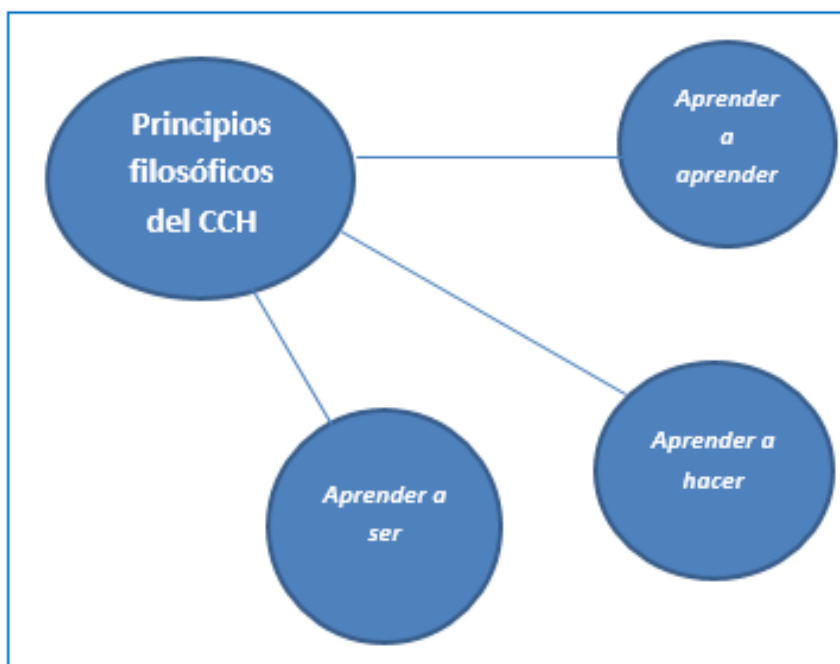 Principios
filosóficos
del CCH
Aprender
a
aprender
Aprender a
hacer
Aprender a
ser